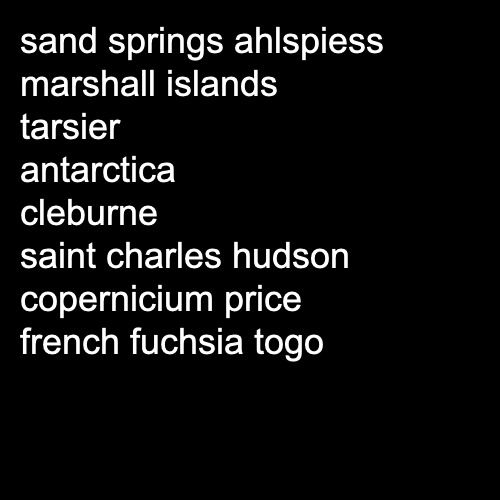 sand springs ahlspiess
marshall islands
tarsier
antarctica
cleburne
saint charles hudson
copernicium price
french fuchsia togo